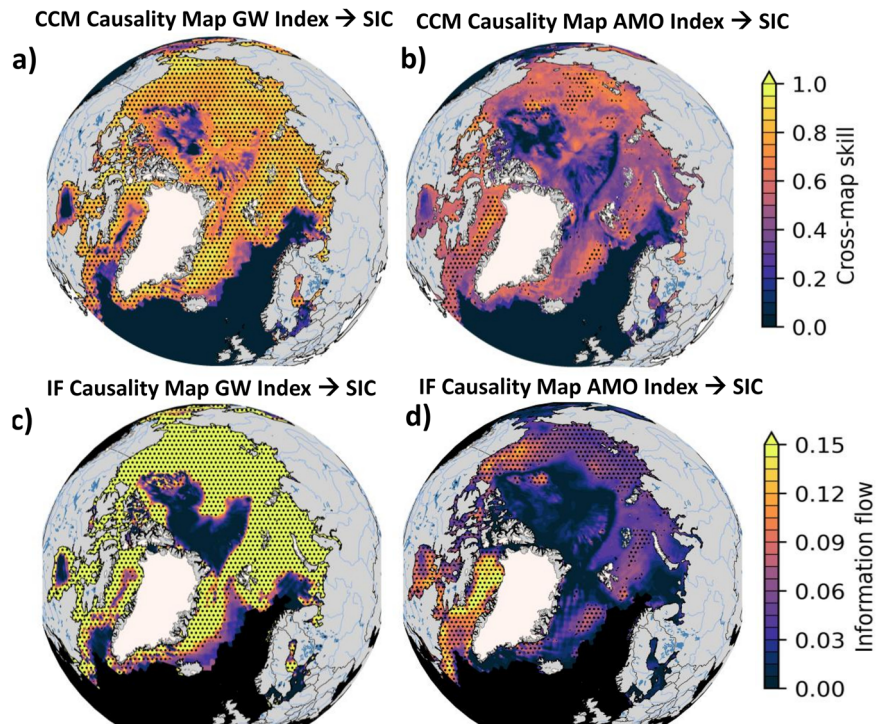 CCM Causality Map GW Index → SIC
CCM Causality Map AMO Index → SIC
a)
b)
1.0
0.8
0.6
0.4
0.2
0.0
Cross-map skill
IF Causality Map GW Index → SIC
IF Causality Map AMO Index → SIC
c)
d)
0.15
0.12
0.09
0.06
0.03
0.00
Information flow